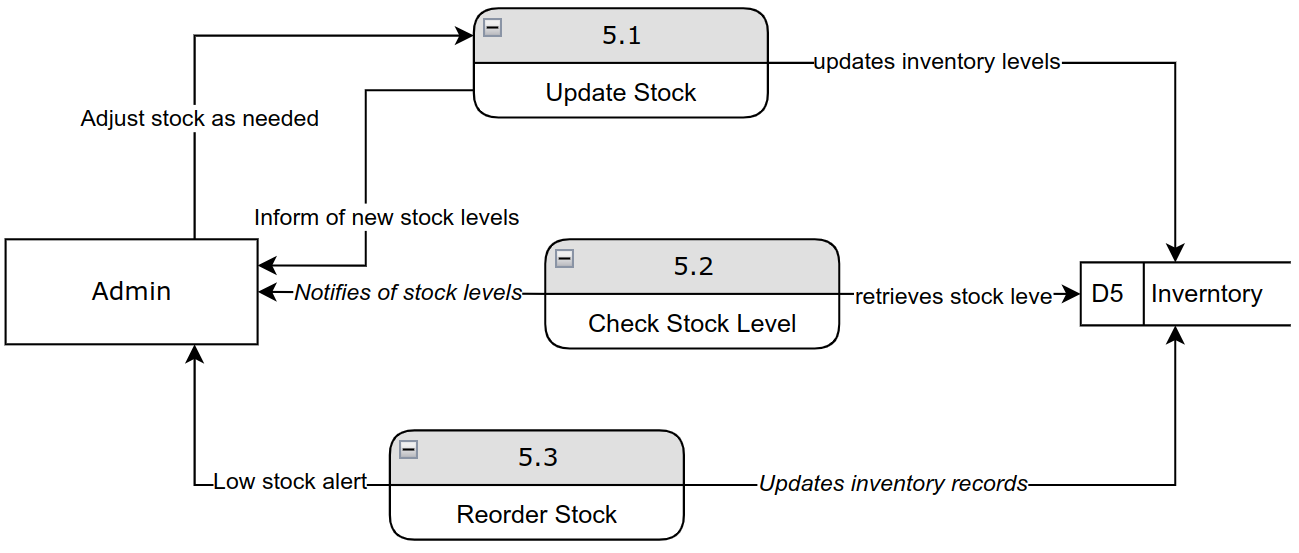 5.1
Update Stock
updates inventory levels
Adjust stock as needed
Inform of new stock levels
Admin
Notifies of stock levels
5.2
Check Stock Level
retrieves stock leve
D5
Inverntory
5.3
Reorder Stock
Low stock alert
Updates inventory records